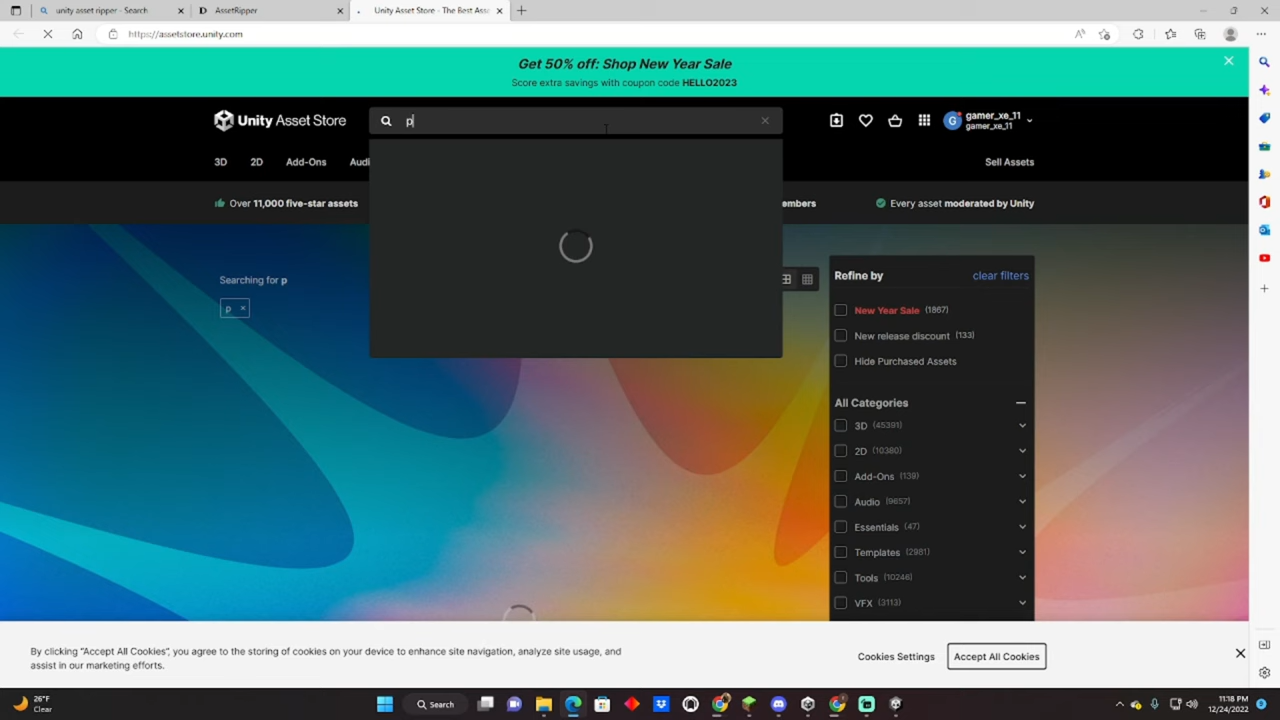 unity asset ripper - Search
AssetRipper
Unity Asset Store - The Best Ass
https://assetstore.unity.com
Get 50% off: Shop New Year Sale
Score extra savings with coupon code HELLO2023
Unity Asset Store
p
G
gamer_xe_11
gamer_xe_11
3D
2D
Add-Ons
Audi
Sell Assets
Over 11,000 five-star assets
embers
Every asset moderated by Unity
Searching for p
p ×
Refine by
clear filters
New Year Sale (1867)
New release discount (133)
Hide Purchased Assets
All Categories
3D (45391)
2D (10380)
Add-Ons (139)
Audio (9657)
Essentials (47)
Templates (2981)
Tools (10246)
VFX (3113)
By clicking “Accept All Cookies”, you agree to the storing of cookies on your device to enhance site navigation, analyze site usage, and
assist in our marketing efforts.
Cookies Settings
Accept All Cookies
26°F
Clear
Search
11:18 PM
12/24/2022